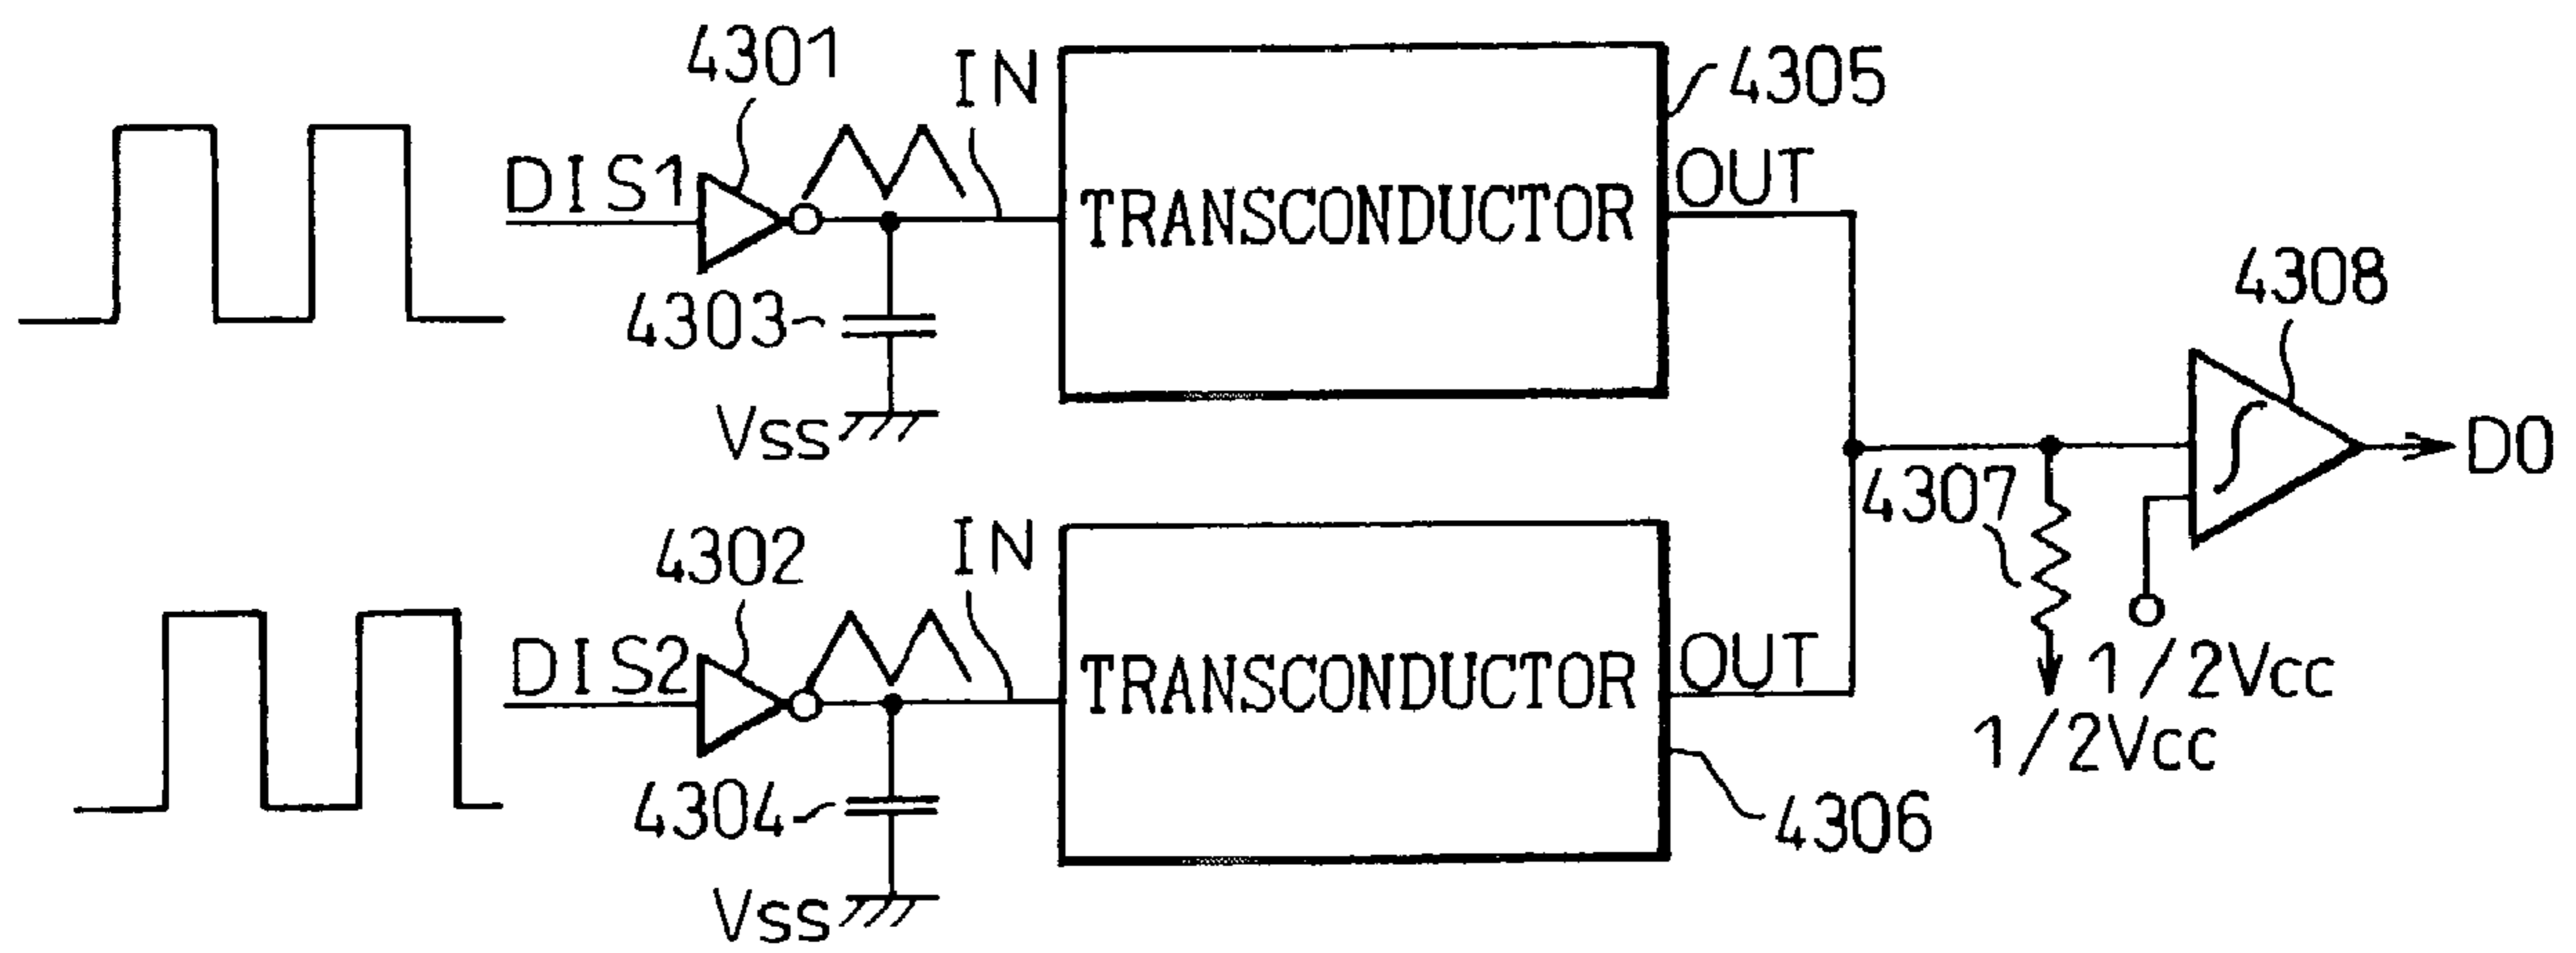 4301
IN
4305
DIS1
TRANSCONDUCTOR
OUT
4303
Vss
4308
D0
4307
1/2Vcc
1/2Vcc
4302
IN
DIS2
TRANSCONDUCTOR
OUT
4304
4306
Vss